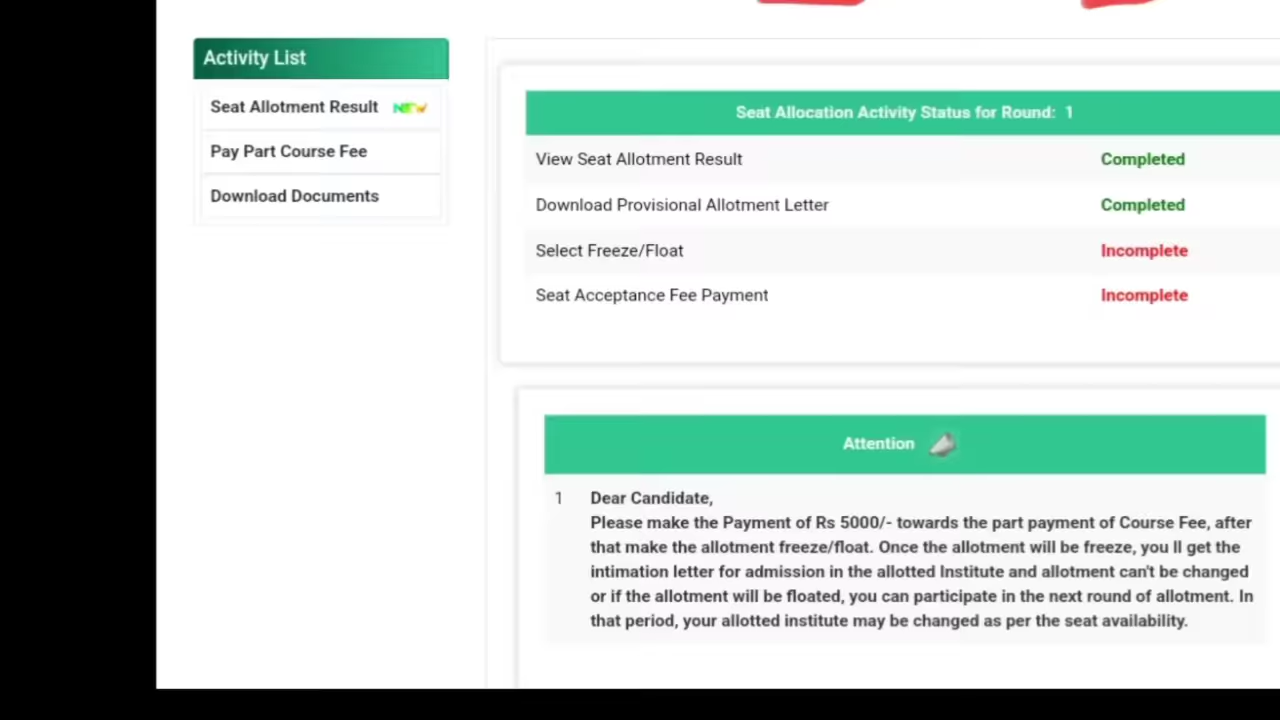 Activity List
Seat Allotment Result NEW
Pay Part Course Fee
Download Documents
Seat Allocation Activity Status for Round: 1
View Seat Allotment Result Completed
Download Provisional Allotment Letter Completed
Select Freeze/Float Incomplete
Seat Acceptance Fee Payment Incomplete
Attention
1 Dear Candidate,
Please make the Payment of Rs 5000/- towards the part payment of Course Fee, after
that make the allotment freeze/float. Once the allotment will be freeze, you ll get the
intimation letter for admission in the allotted Institute and allotment can't be changed
or if the allotment will be floated, you can participate in the next round of allotment. In
that period, your allotted institute may be changed as per the seat availability.